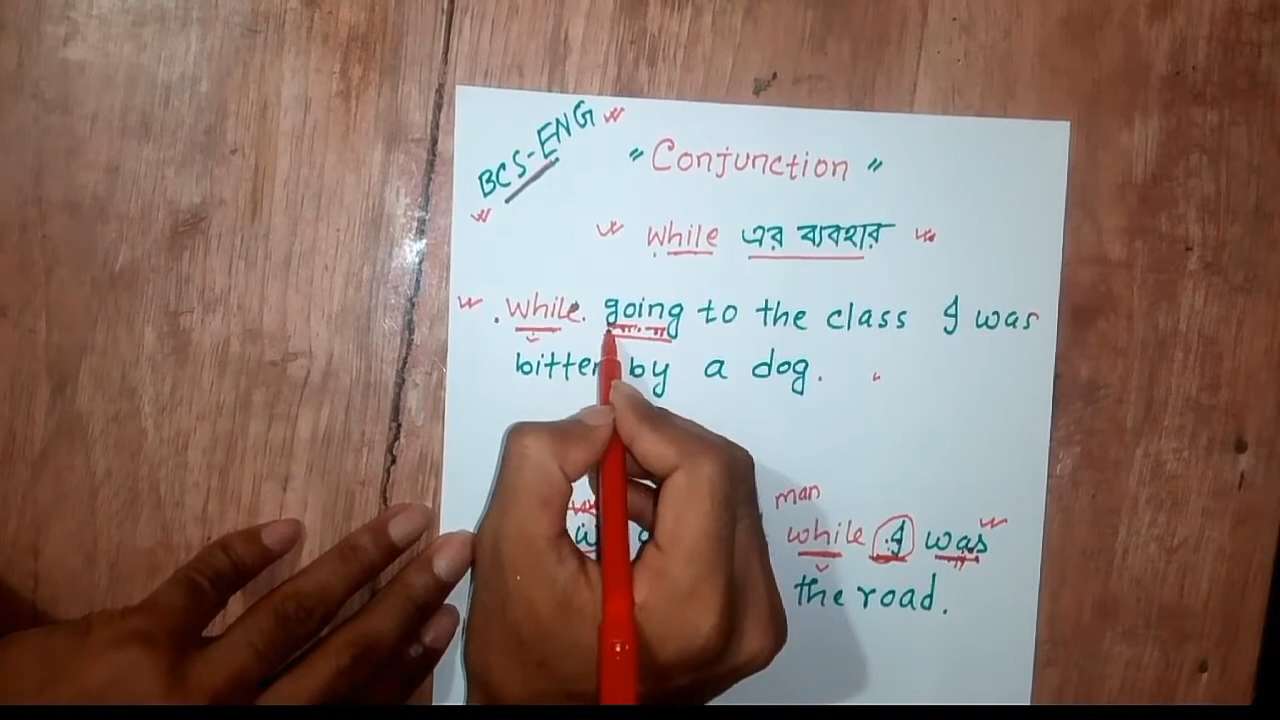 BCS-ENG
"Conjunction"
while এর ব্যবহার
. while. going to the class I was
bitten by a dog.
man
while I was
the road.